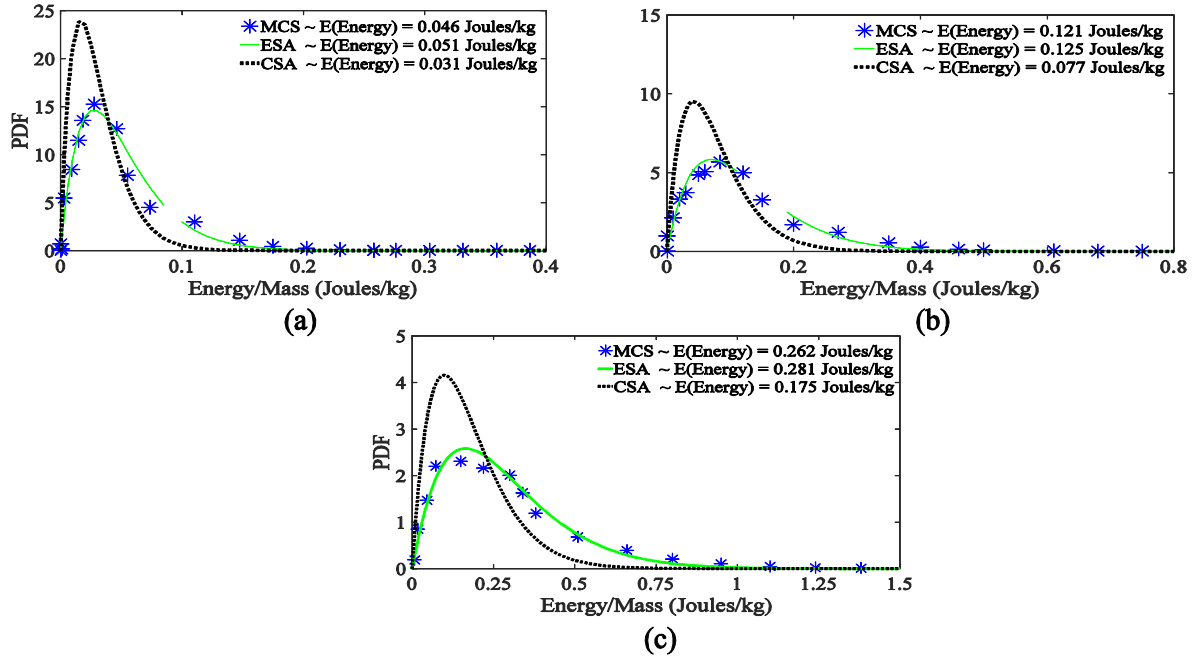 25
20
15
10
5
0
PDF
MCS ~ E(Energy) = 0.046 Joules/kg
ESA ~ E(Energy) = 0.051 Joules/kg
CSA ~ E(Energy) = 0.031 Joules/kg
0 0.1 0.2 0.3 0.4
Energy/Mass (Joules/kg)
(a)
15
10
5
0
MCS ~ E(Energy) = 0.121 Joules/kg
ESA ~ E(Energy) = 0.125 Joules/kg
CSA ~ E(Energy) = 0.077 Joules/kg
0 0.2 0.4 0.6 0.8
Energy/Mass (Joules/kg)
(b)
5
4
3
2
1
0
PDF
MCS ~ E(Energy) = 0.262 Joules/kg
ESA ~ E(Energy) = 0.281 Joules/kg
CSA ~ E(Energy) = 0.175 Joules/kg
0 0.25 0.5 0.75 1 1.25 1.5
Energy/Mass (Joules/kg)
(c)